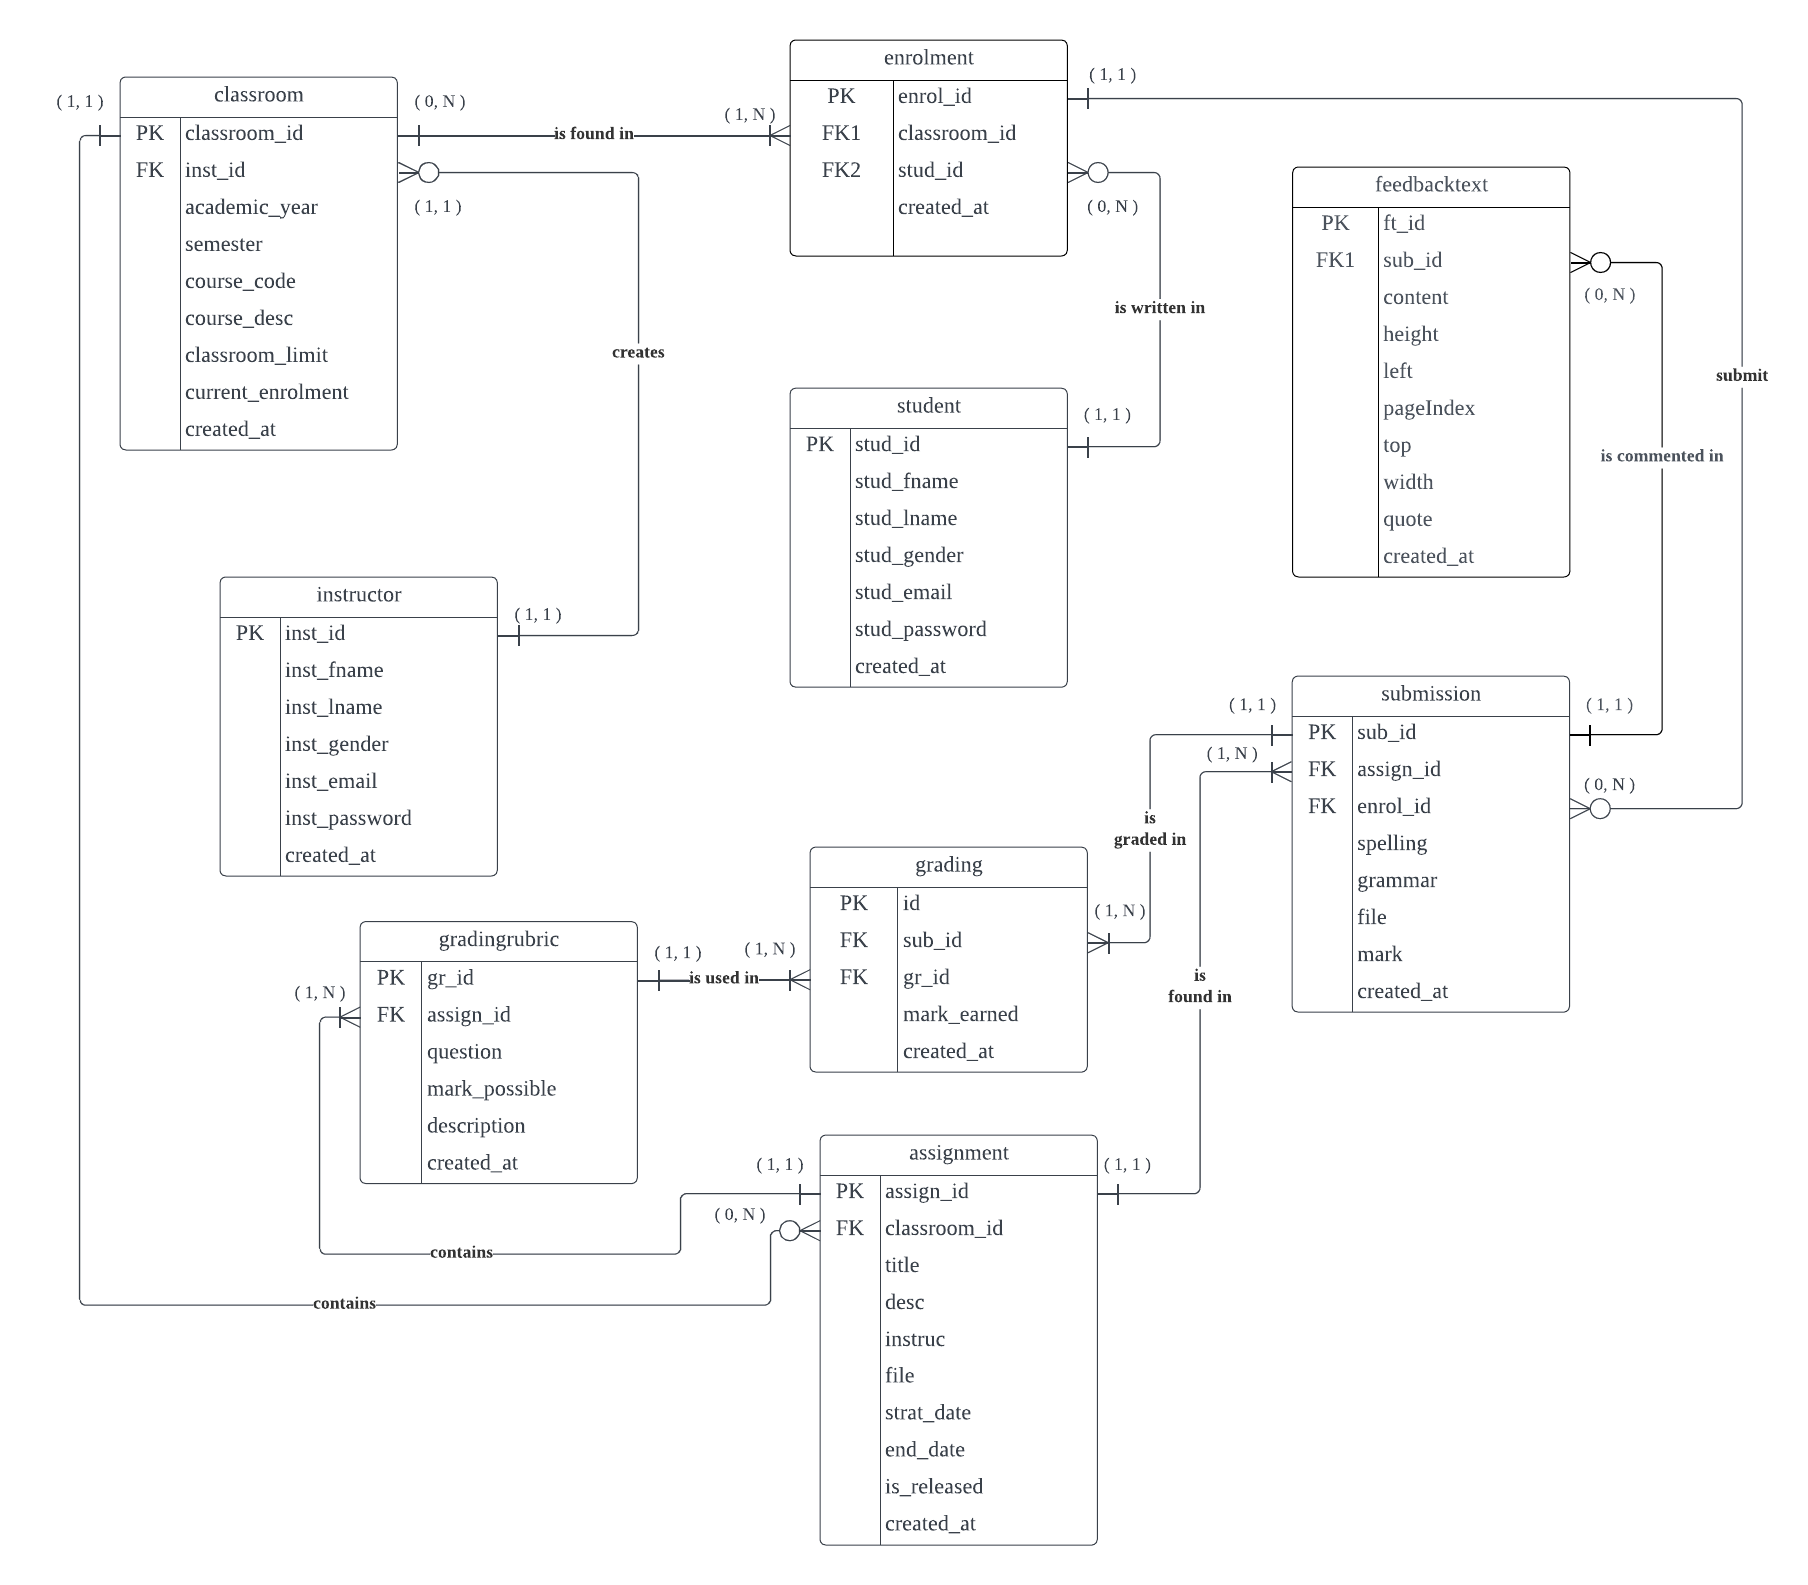 classroom
PK classroom_id
FK inst_id
academic_year
semester
course_code
course_desc
classroom_limit
current_enrolment
created_at
( 1, 1 )
( 0, N )
( 1, 1 )
is found in
( 1, N )
enrolment
PK enrol_id
FK1 classroom_id
FK2 stud_id
created_at
( 1, 1 )
( 0, N )
is written in
submit
creates
feedbacktext
PK ft_id
FK1 sub_id
content
height
left
pageIndex
top
width
quote
created_at
( 0, N )
is commented in
student
PK stud_id
stud_fname
stud_lname
stud_gender
stud_email
stud_password
created_at
( 1, 1 )
instructor
PK inst_id
inst_fname
inst_lname
inst_gender
inst_email
inst_password
created_at
( 1, 1 )
submission
PK sub_id
FK assign_id
FK enrol_id
spelling
grammar
file
mark
created_at
( 1, 1 )
( 1, N )
( 1, 1 )
( 0, N )
is
graded in
grading
PK id
FK sub_id
FK gr_id
mark_earned
created_at
( 1, N )
( 1, N )
is
found in
gradingrubric
PK gr_id
FK assign_id
question
mark_possible
description
created_at
( 1, 1 )
is used in
( 1, N )
assignment
PK assign_id
FK classroom_id
title
desc
instruc
file
strat_date
end_date
is_released
created_at
( 1, 1 )
( 1, 1 )
( 0, N )
contains
contains